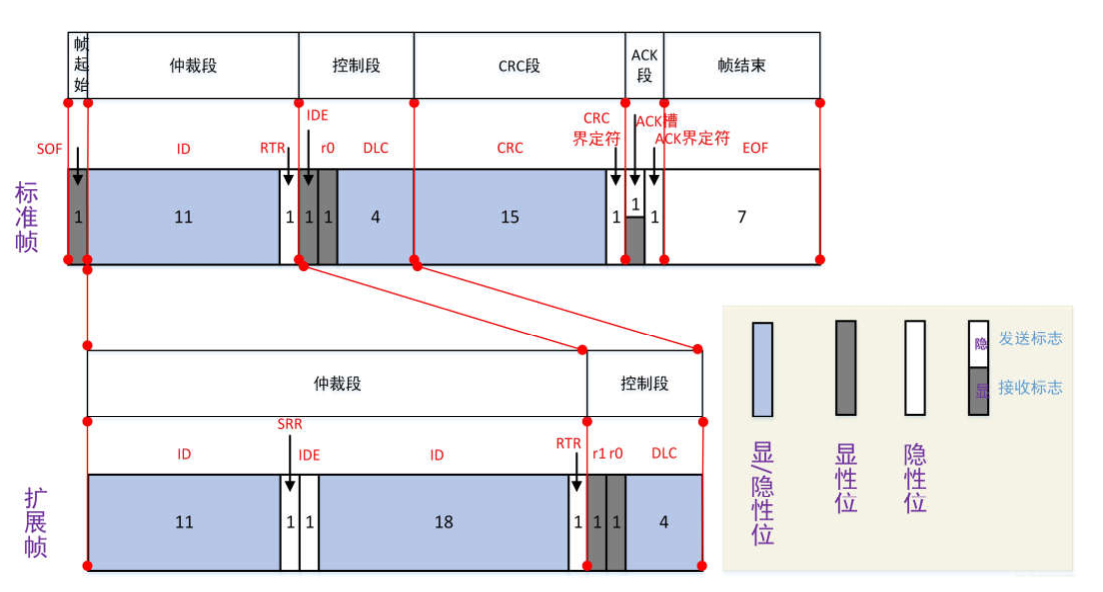 帧起始 仲裁段 控制段 CRC段 ACK段 帧结束
IDE CRC界定符 ACK槽
SOF ID RTR r0 DLC CRC ACK界定符 EOF
标准帧
1 11 1 1 1 4 15 1 1 1 7
仲裁段 控制段
SRR
ID IDE ID RTR r1 r0 DLC
扩展帧
11 1 1 18 1 1 1 4
隐 发送标志
显 接收标志
显/隐性位 显性位 隐性位